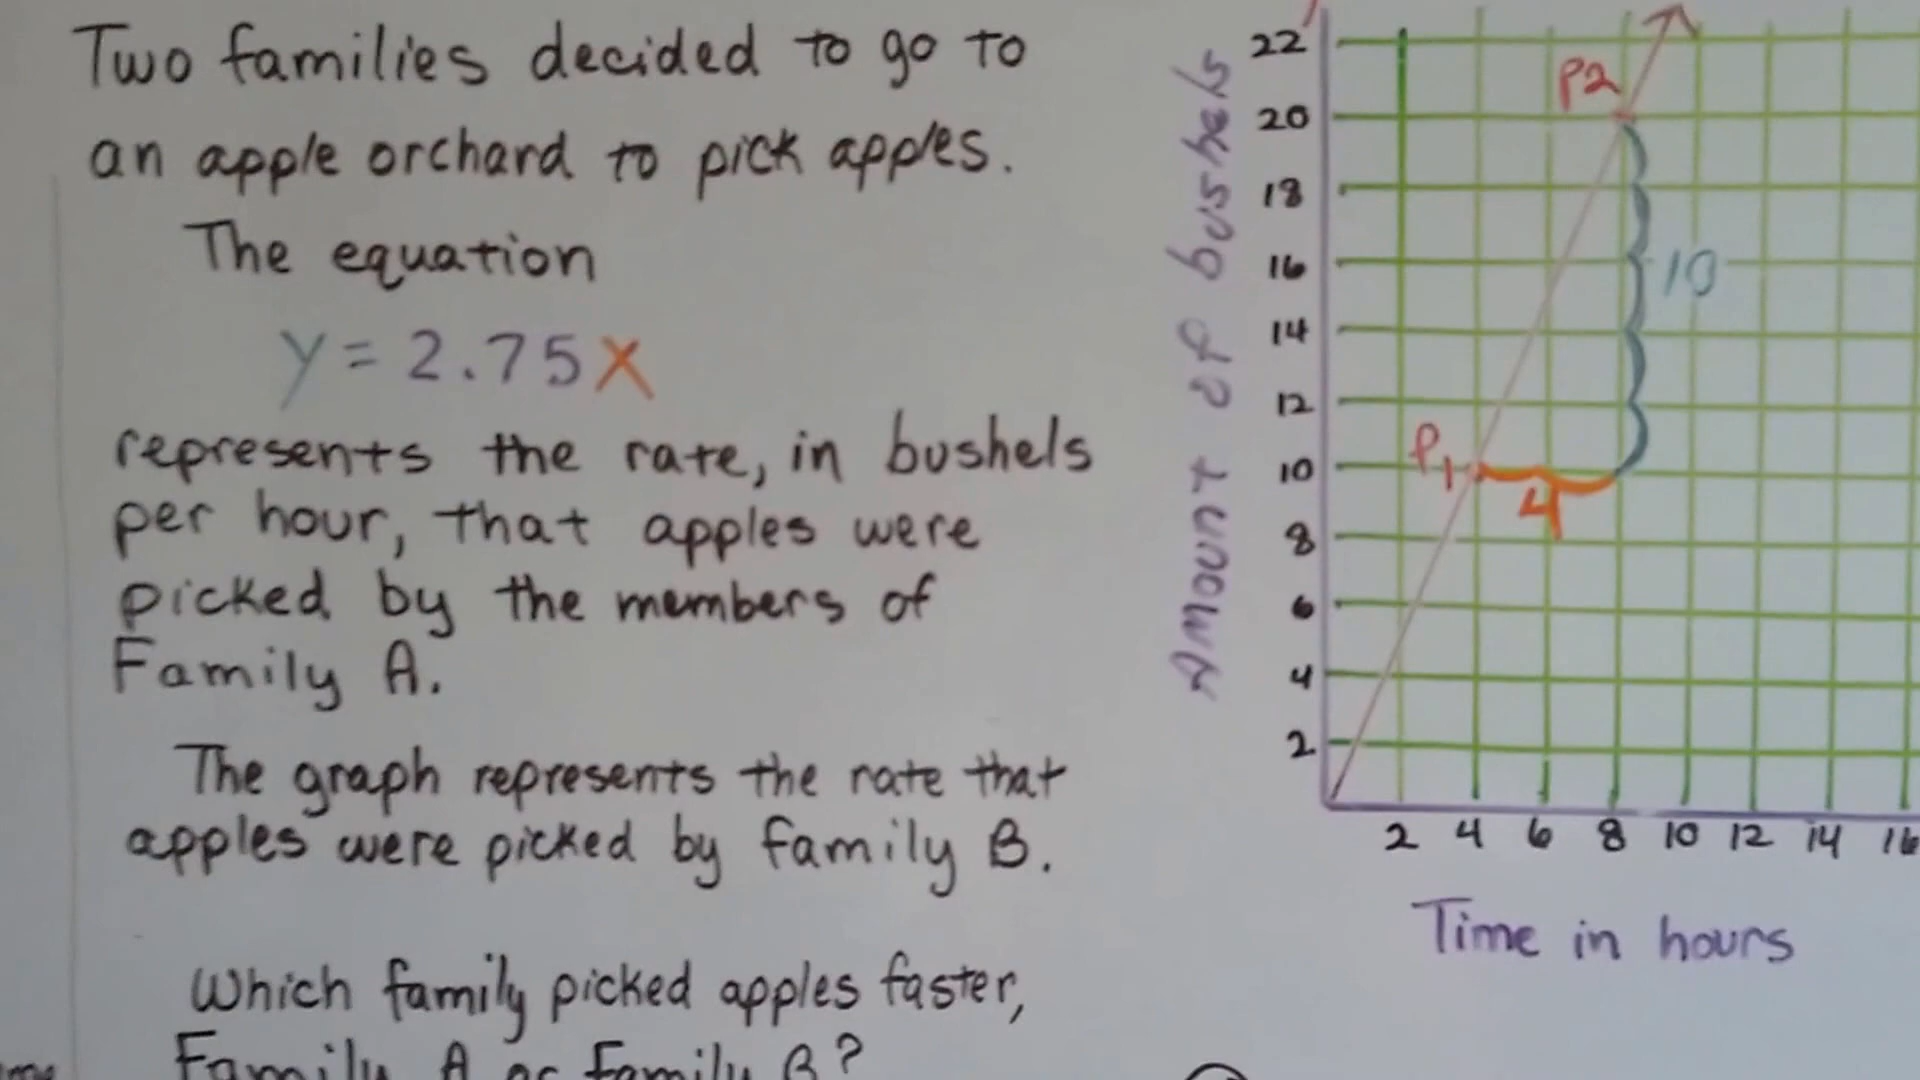 Two families decided to go to
an apple orchard to pick apples.
The equation
y = 2.75x
represents the rate, in bushels
per hour, that apples were
picked by the members of
Family A.
The graph represents the rate that
apples were picked by family B.
Which family picked apples faster,
Family A or family B?
Amount of bushels
22
20
18
16
14
12
10
8
6
4
2
P2
10
P1
4
2 4 6 8 10 12 14 16
Time in hours